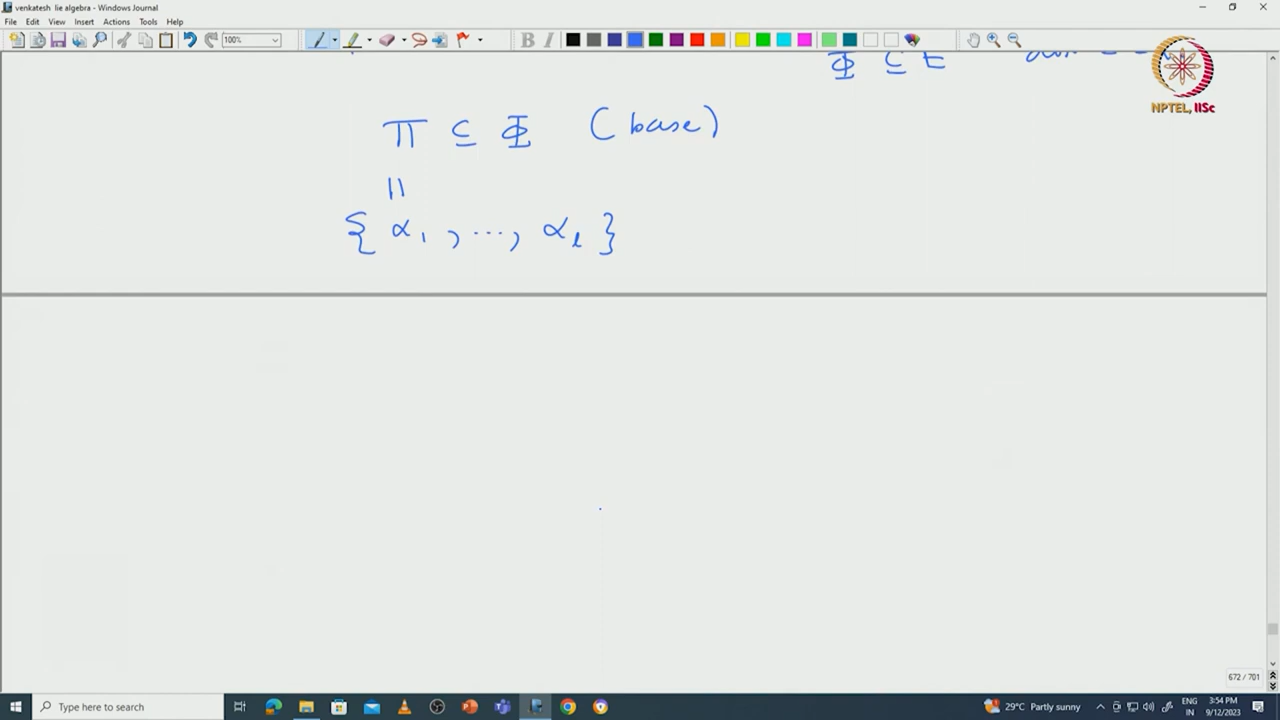 venkatesh lie algebra - Windows Journal
File Edit View Insert Actions Tools Help
100%
B I
Φ ⊆ E
NPTEL, IISc
Π ⊆ Φ (base)
||
{ α₁, ..., αₗ }
672 / 701
Type here to search
29°C Partly sunny
ENG
IN
3:54 PM
9/12/2023